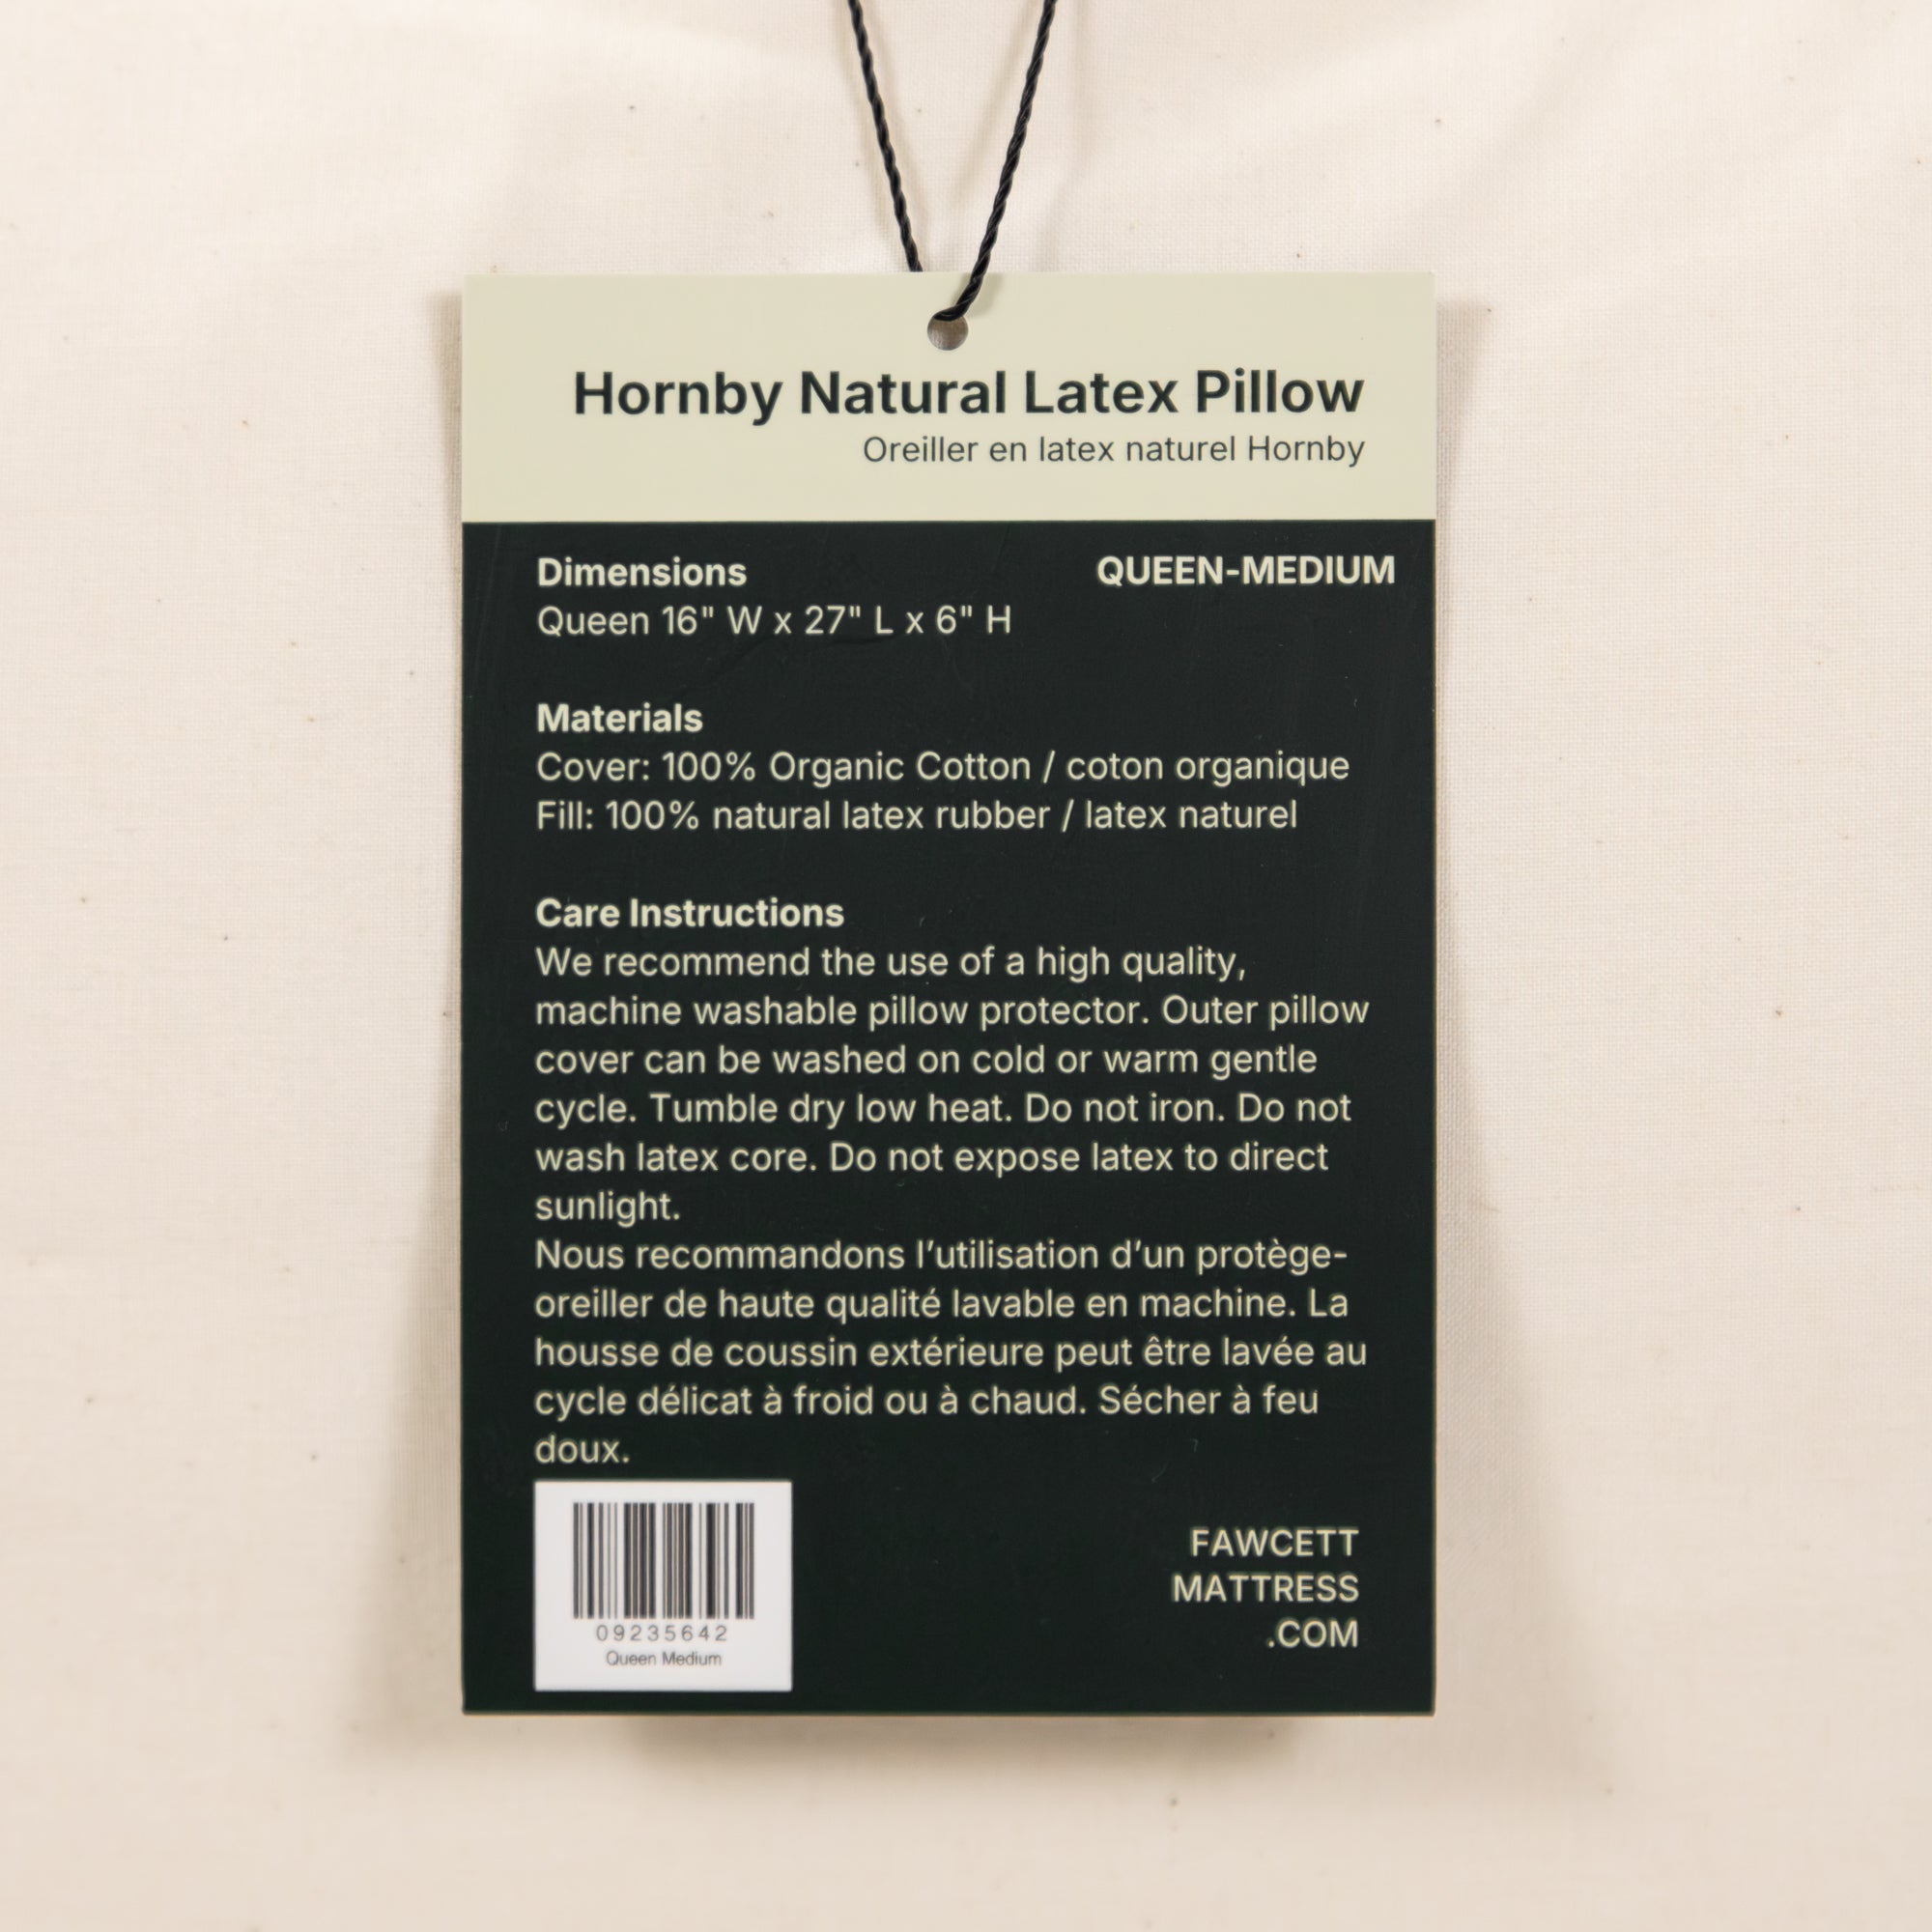 Hornby Natural Latex Pillow
Oreiller en latex naturel Hornby
Dimensions
QUEEN-MEDIUM
Queen 16" W x 27" L x 6" H
Materials
Cover: 100% Organic Cotton / coton organique
Fill: 100% natural latex rubber / latex naturel
Care Instructions
We recommend the use of a high quality,
machine washable pillow protector. Outer pillow
cover can be washed on cold or warm gentle
cycle. Tumble dry low heat. Do not iron. Do not
wash latex core. Do not expose latex to direct
sunlight.
Nous recommandons l’utilisation d’un protège-
oreiller de haute qualité lavable en machine. La
housse de coussin extérieure peut être lavée au
cycle délicat à froid ou à chaud. Sécher à feu
doux.
09235642
Queen Medium
FAWCETT
MATTRESS
.COM